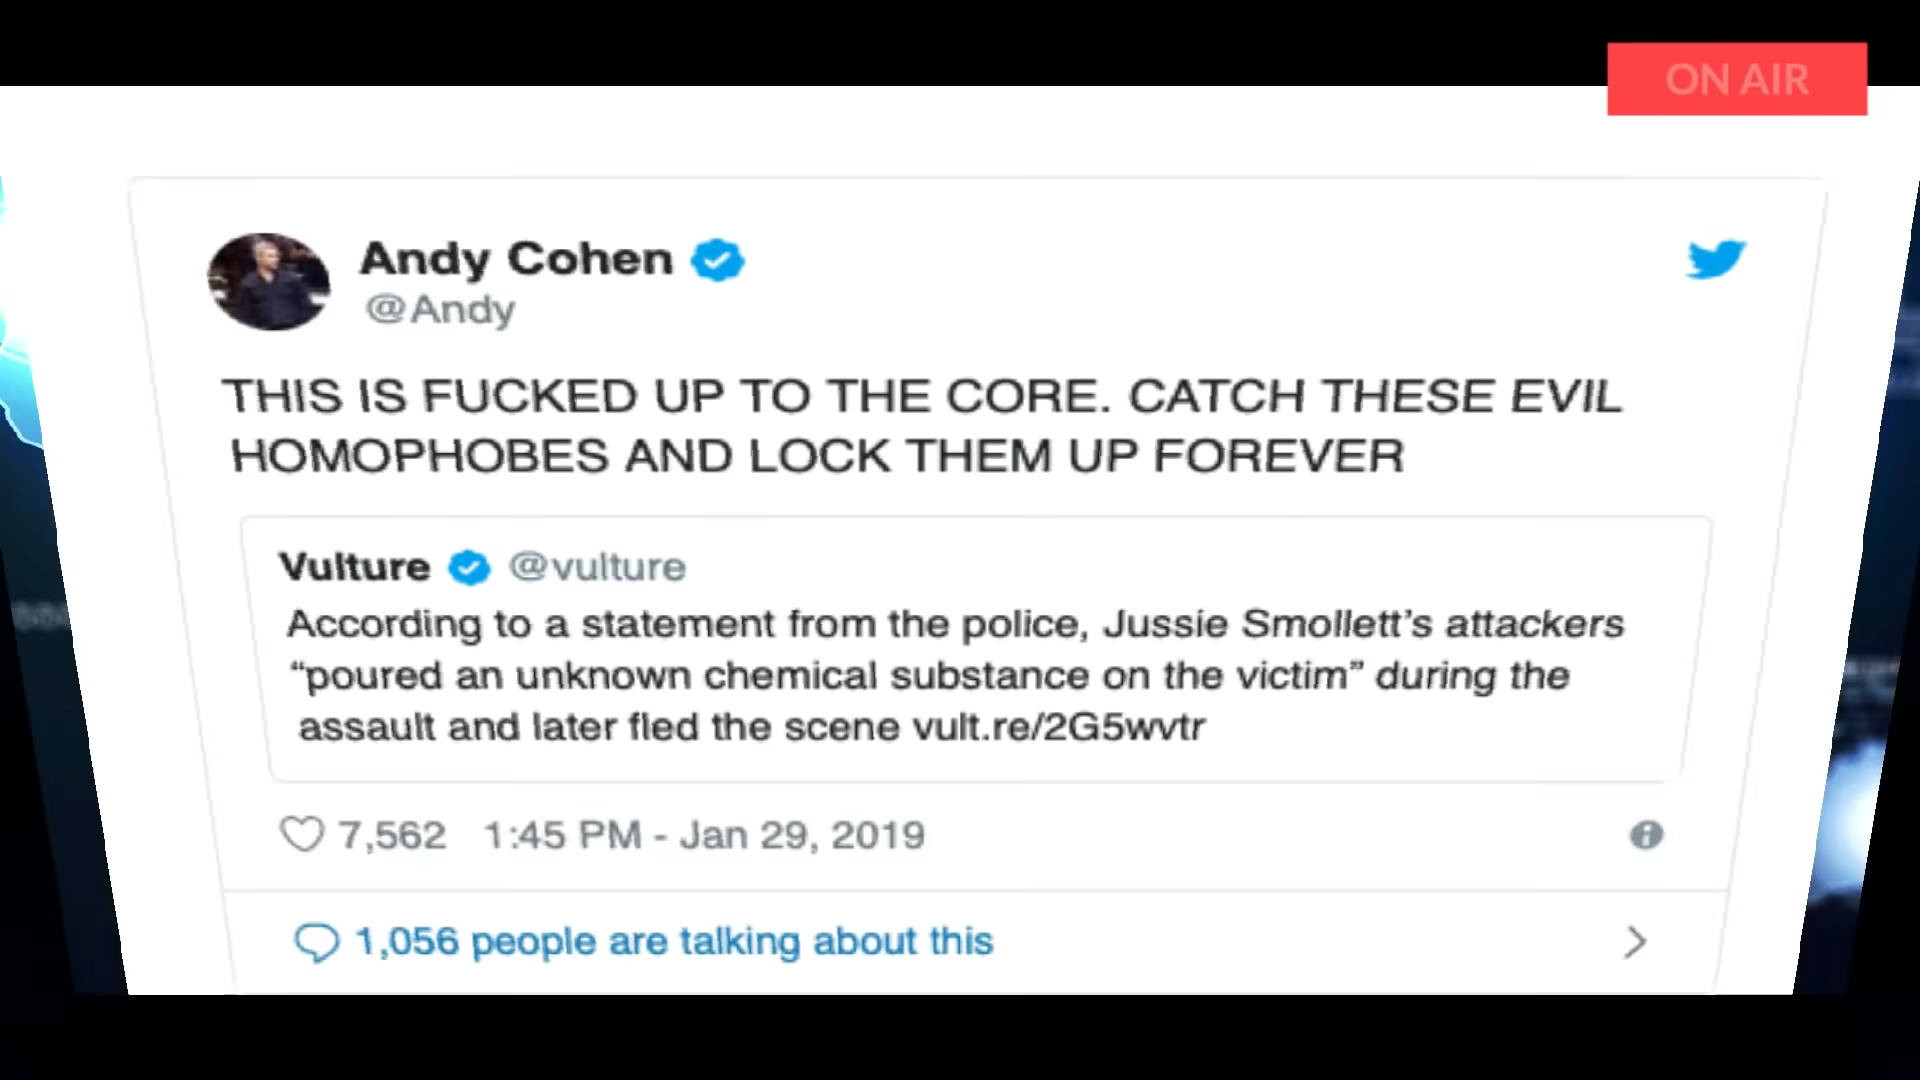 ON AIR
Andy Cohen
@Andy
THIS IS FUCKED UP TO THE CORE. CATCH THESE EVIL
HOMOPHOBES AND LOCK THEM UP FOREVER
Vulture @vulture
According to a statement from the police, Jussie Smollett’s attackers
“poured an unknown chemical substance on the victim” during the
assault and later fled the scene vult.re/2G5wvtr
7,562 1:45 PM - Jan 29, 2019
1,056 people are talking about this